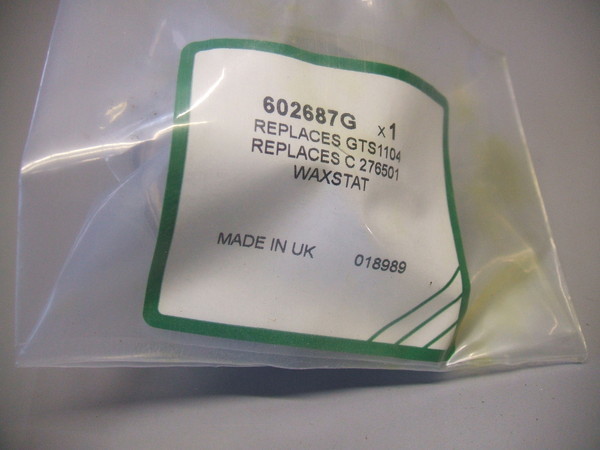 602687G x1
REPLACES GTS1104
REPLACES C 276501
WAXSTAT
MADE IN UK 018989